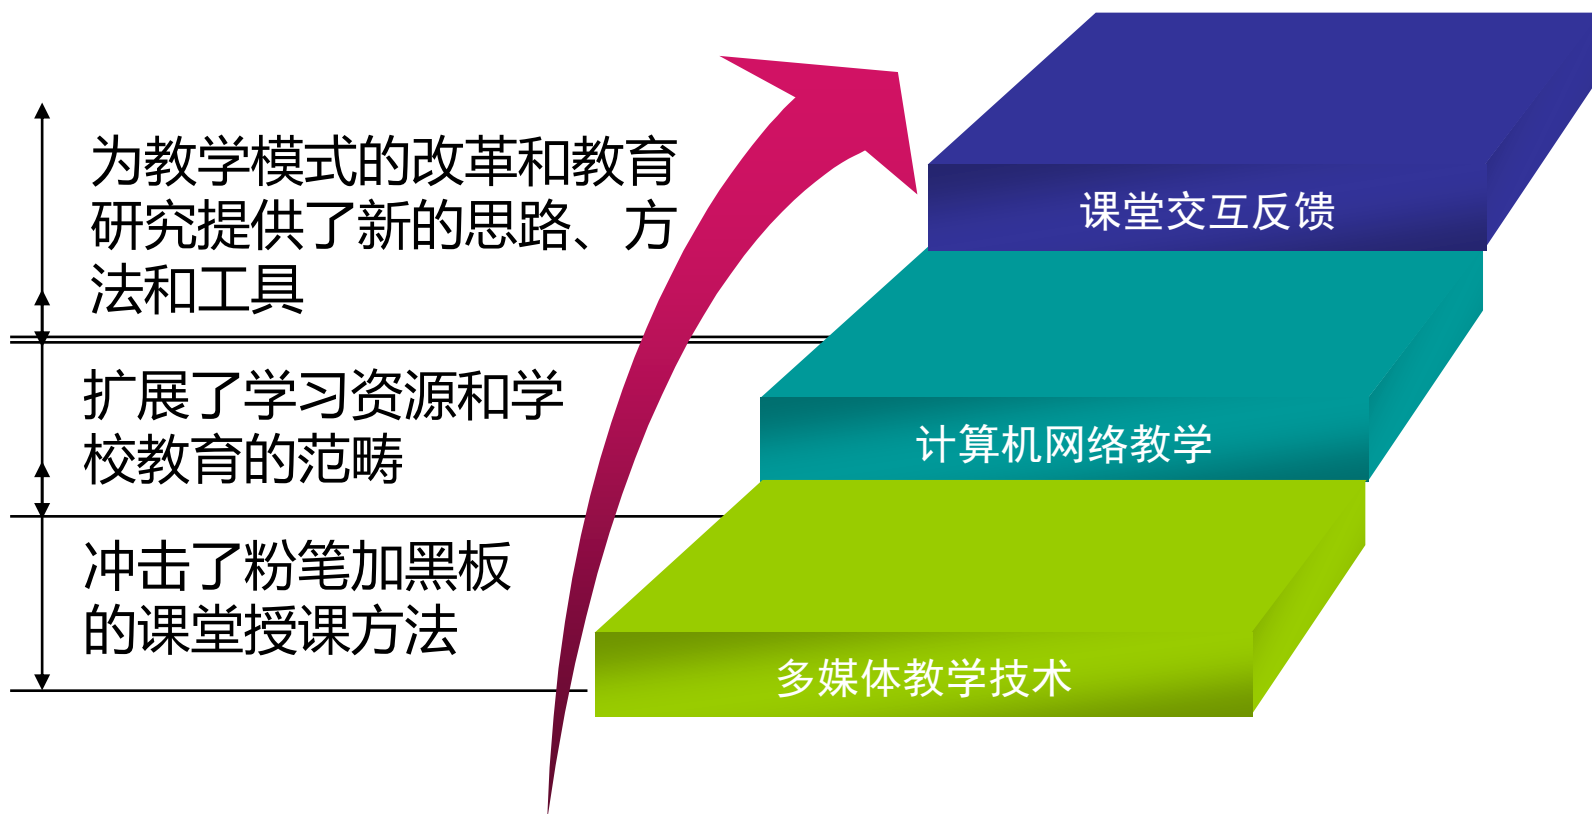 为教学模式的改革和教育
研究提供了新的思路、方
法和工具
课堂交互反馈
扩展了学习资源和学
校教育的范畴
计算机网络教学
冲击了粉笔加黑板
的课堂授课方法
多媒体教学技术